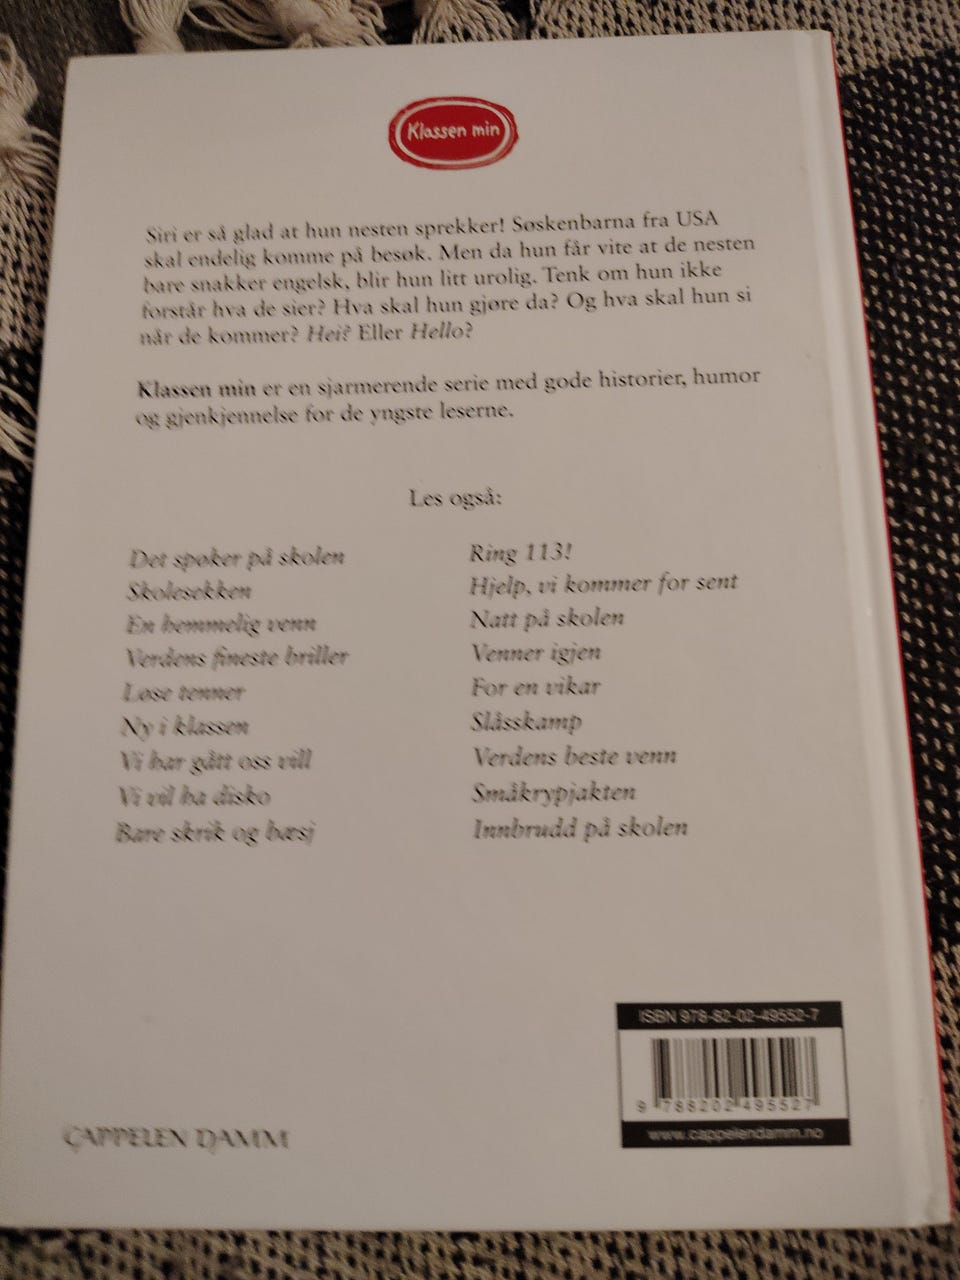 Klassen min
Siri er så glad at hun nesten sprekker! Søskenbarna fra USA
skal endelig komme på besøk. Men da hun får vite at de nesten
bare snakker engelsk, blir hun litt urolig. Tenk om hun ikke
forstår hva de sier? Hva skal hun gjøre da? Og hva skal hun si
når de kommer? Hei? Eller Hello?
Klassen min er en sjarmerende serie med gode historier, humor
og gjenkjennelse for de yngste leserne.
Les også:
Det spøker på skolen
Skolesekken
En hemmelig venn
Verdens fineste briller
Løse tenner
Ny i klassen
Vi har gått oss vill
Vi vil ha disko
Bare skrik og bæsj
Ring 113!
Hjelp, vi kommer for sent
Natt på skolen
Venner igjen
For en vikar
Slåsskamp
Verdens beste venn
Småkrypjakten
Innbrudd på skolen
ISBN 978-82-02-49552-7
9 788202 495527
www.cappelendamm.no
CAPPELEN DAMM